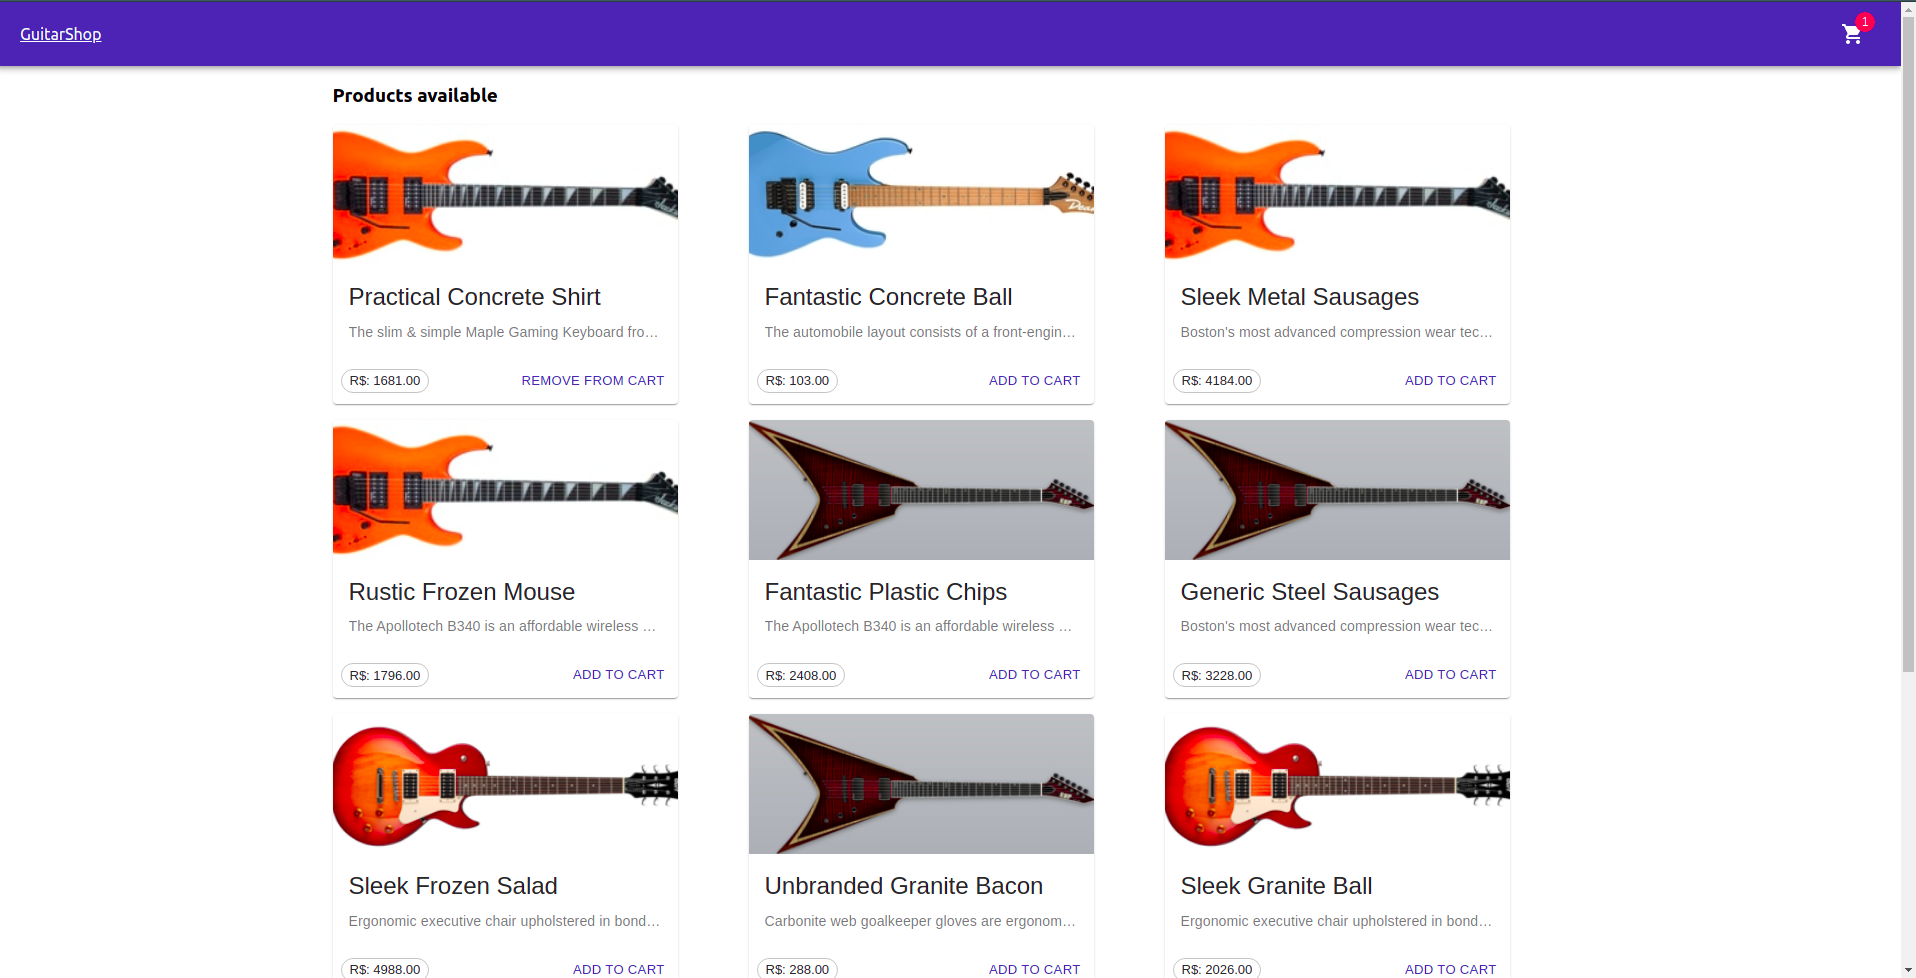 GuitarShop
1
Products available
Practical Concrete Shirt
The slim & simple Maple Gaming Keyboard fro...
R$: 1681.00
REMOVE FROM CART
Fantastic Concrete Ball
The automobile layout consists of a front-engin...
R$: 103.00
ADD TO CART
Sleek Metal Sausages
Boston's most advanced compression wear tec...
R$: 4184.00
ADD TO CART
Rustic Frozen Mouse
The Apollotech B340 is an affordable wireless ...
R$: 1796.00
ADD TO CART
Fantastic Plastic Chips
The Apollotech B340 is an affordable wireless ...
R$: 2408.00
ADD TO CART
Generic Steel Sausages
Boston's most advanced compression wear tec...
R$: 3228.00
ADD TO CART
Sleek Frozen Salad
Ergonomic executive chair upholstered in bond...
R$: 4988.00
ADD TO CART
Unbranded Granite Bacon
Carbonite web goalkeeper gloves are ergonom...
R$: 288.00
ADD TO CART
Sleek Granite Ball
Ergonomic executive chair upholstered in bond...
R$: 2026.00
ADD TO CART